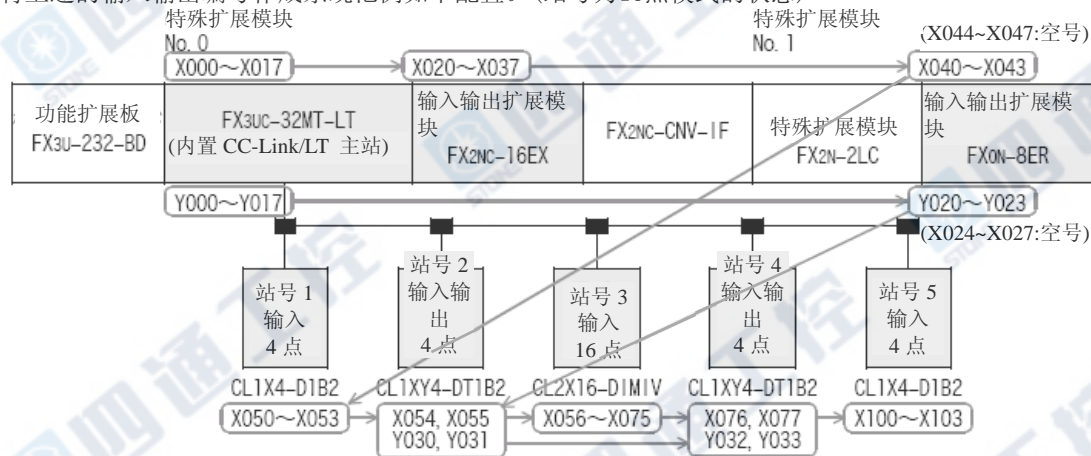 特殊扩展模块
No. 0
特殊扩展模块
No. 1
(X044~X047:空号)
X000～X017
X020～X037
X040～X043
功能扩展板
FX3U-232-BD
FX3UC-32MT-LT
(内置 CC-Link/LT 主站)
输入输出扩展模
块
FX2NC-16EX
FX2NC-CNV-IF
特殊扩展模块
FX2N-2LC
输入输出扩展模
块
FX0N-8ER
Y000～Y017
Y020～Y023
(X024~X027:空号)
站号 1
输入
4 点
站号 2
输入输
出
4 点
站号 3
输入
16 点
站号 4
输入输
出
4 点
站号 5
输入
4 点
CL1X4-D1B2
CL1XY4-DT1B2
CL2X16-DIMIV
CL1XY4-DT1B2
CL1X4-D1B2
X050～X053
X054, X055
Y030, Y031
X056～X075
X076, X077
Y032, Y033
X100～X103
四通工控
STONE